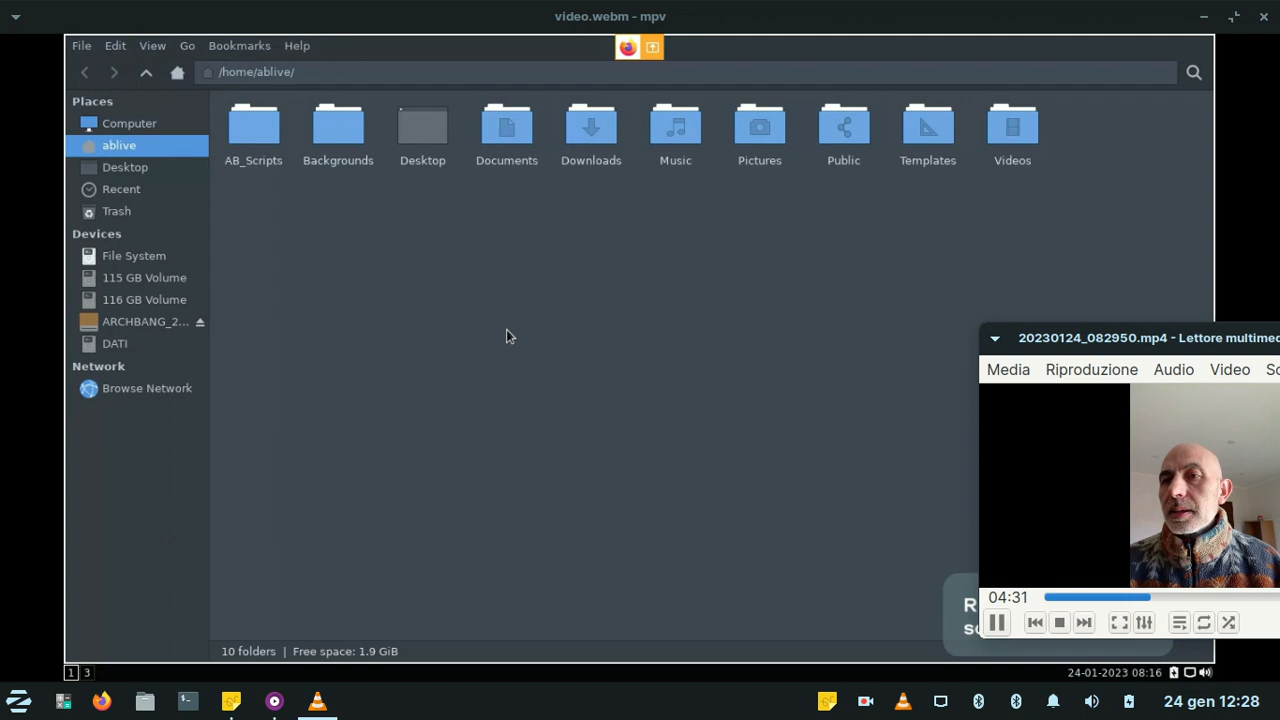 video.webm - mpv
File Edit View Go Bookmarks Help
/home/ablive/
Places
Computer
ablive
Desktop
Recent
Trash
Devices
File System
115 GB Volume
116 GB Volume
ARCHBANG_2...
DATI
Network
Browse Network
AB_Scripts Backgrounds Desktop Documents Downloads Music Pictures Public Templates Videos
20230124_082950.mp4 - Lettore multimed
Media Riproduzione Audio Video
04:31
10 folders | Free space: 1.9 GiB
1 3
24-01-2023 08:16
24 gen 12:28